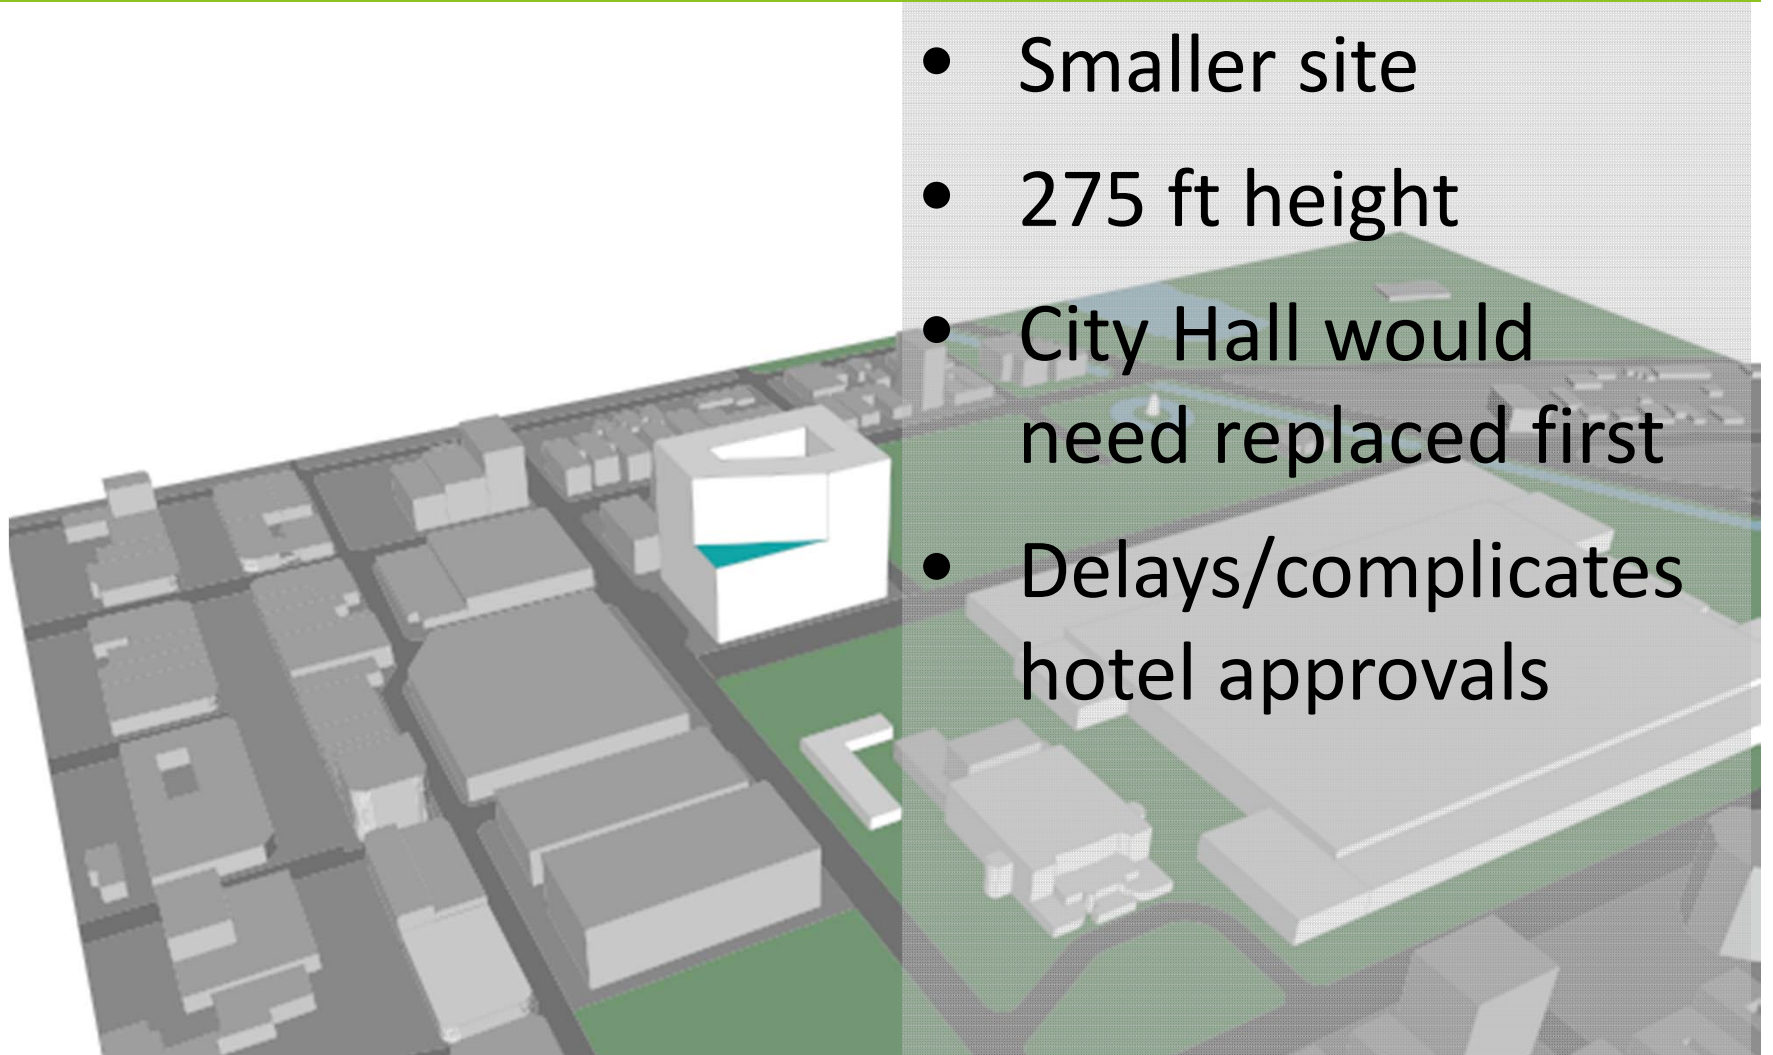 • Smaller site
• 275 ft height
• City Hall would
need replaced first
• Delays/complicates
hotel approvals